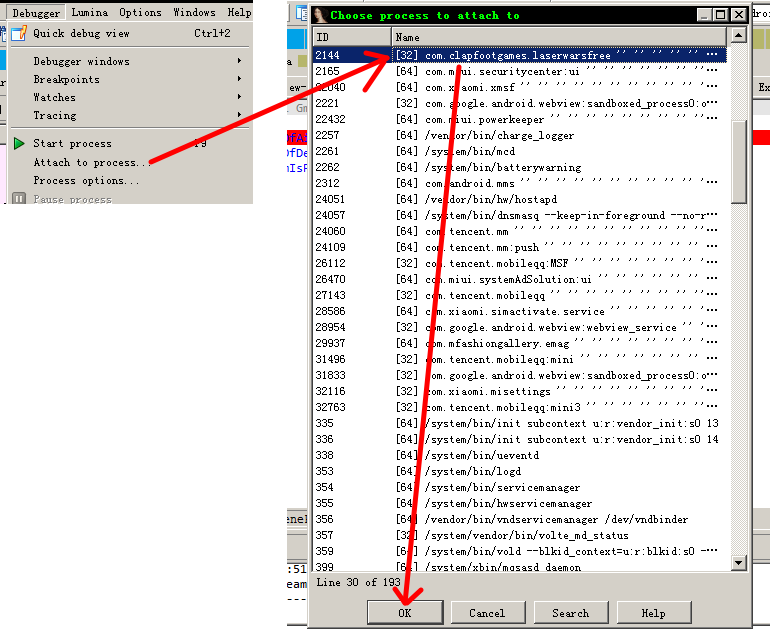 Debugger Lumina Options Windows Help
Quick debug view Ctrl+2
Debugger windows
Breakpoints
Watches
Tracing
Start process F9
Attach to process...
Process options...
Pause process
Choose process to attach to
ID Name
2144 [32] com.clapfootgames.laserwarsfree '' '' '' '' '' '···
2165 [64] com.miui.securitycenter:ui '' '' '' '' '' '' '···
[64] com.xiaomi.xmsf '' '' '' '' '' '' '' '' '' '' '···
2221 [32] com.google.android.webview:sandboxed_process0:o···
22432 [64] com.miui.powerkeeper '' '' '' '' '' '' '' '' ''···
2257 [64] /vendor/bin/charge_logger
2261 [64] /system/bin/mcd
2262 [64] /system/bin/batterywarning
2312 [64] com.android.mms '' '' '' '' '' '' '' '' '' '' '···
24051 [64] /vendor/bin/hw/hostapd
24057 [64] /system/bin/dnsmasq --keep-in-foreground --no-r···
24060 [64] com.tencent.mm '' '' '' '' '' '' '' '' '' '' ''···
24109 [64] com.tencent.mm:push '' '' '' '' '' '' '' '' '' '···
26112 [32] com.tencent.mobileqq:MSF '' '' '' '' '' '' '' ''···
26470 [64] com.miui.systemAdSolution:ui '' '' '' '' '' '' '···
27143 [32] com.tencent.mobileqq '' '' '' '' '' '' '' '' ''···
28586 [64] com.xiaomi.simactivate.service '' '' '' '' '' ''···
28954 [32] com.google.android.webview:webview_service '' '···
29937 [64] com.mfashiongallery.emag '' '' '' '' '' '' '' ''···
31496 [32] com.tencent.mobileqq:mini '' '' '' '' '' '' '' '···
31833 [32] com.google.android.webview:sandboxed_process0:o···
32116 [32] com.xiaomi.misettings '' '' '' '' '' '' '' '' '···
32763 [32] com.tencent.mobileqq:mini3 '' '' '' '' '' '' ''···
335 [64] /system/bin/init subcontext u:r:vendor_init:s0 13
336 [64] /system/bin/init subcontext u:r:vendor_init:s0 14
338 [64] /system/bin/ueventd
353 [64] /system/bin/logd
354 [64] /system/bin/servicemanager
355 [64] /system/bin/hwservicemanager
356 [64] /vendor/bin/vndservicemanager /dev/vndbinder
357 [32] /system/vendor/bin/volte_md_status
359 [64] /system/bin/vold --blkid_context=u:r:blkid:s0 -···
399 [64] /system/xbin/mqsasd daemon
Line 30 of 193
OK Cancel Search Help